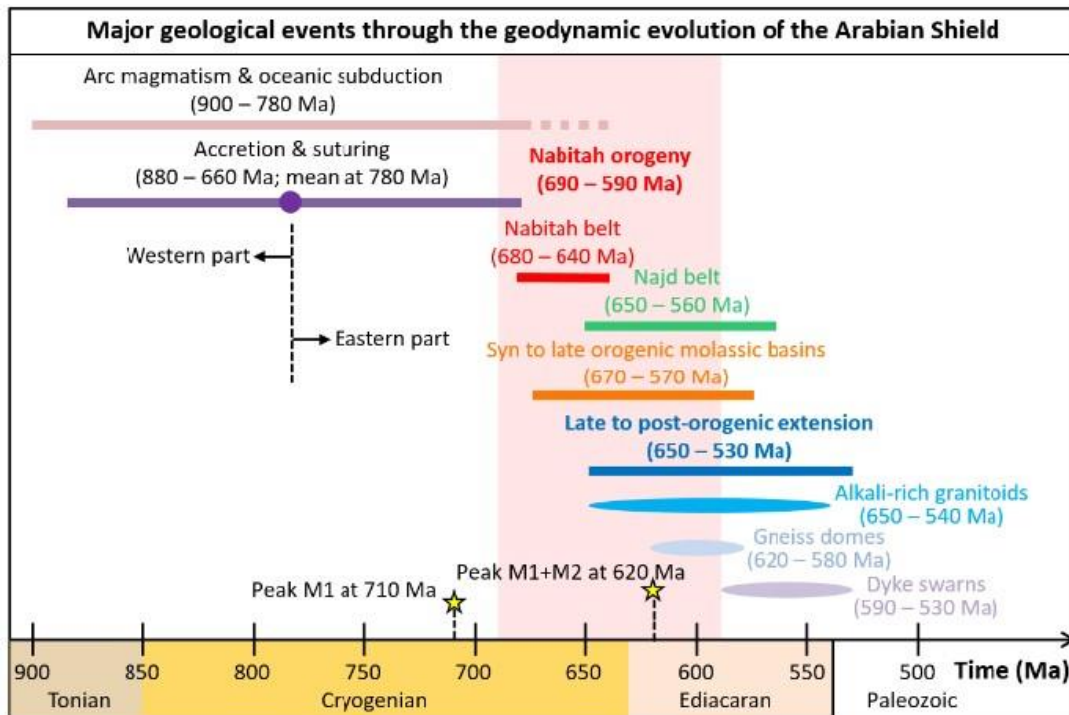 Major geological events through the geodynamic evolution of the Arabian Shield
Arc magmatism & oceanic subduction
(900 – 780 Ma)
Accretion & suturing
(880 – 660 Ma; mean at 780 Ma)
Nabitah orogeny
(690 – 590 Ma)
Nabitah belt
(680 – 640 Ma)
Western part
Najd belt
(650 – 560 Ma)
Eastern part
Syn to late orogenic molassic basins
(670 – 570 Ma)
Late to post-orogenic extension
(650 – 530 Ma)
Alkali-rich granitoids
(650 – 540 Ma)
Gneiss domes
(620 – 580 Ma)
Peak M1 at 710 Ma
Peak M1+M2 at 620 Ma
Dyke swarns
(590 – 530 Ma)
900 850 800 750 700 650 600 550 500 Time (Ma)
Tonian Cryogenian Ediacaran Paleozoic